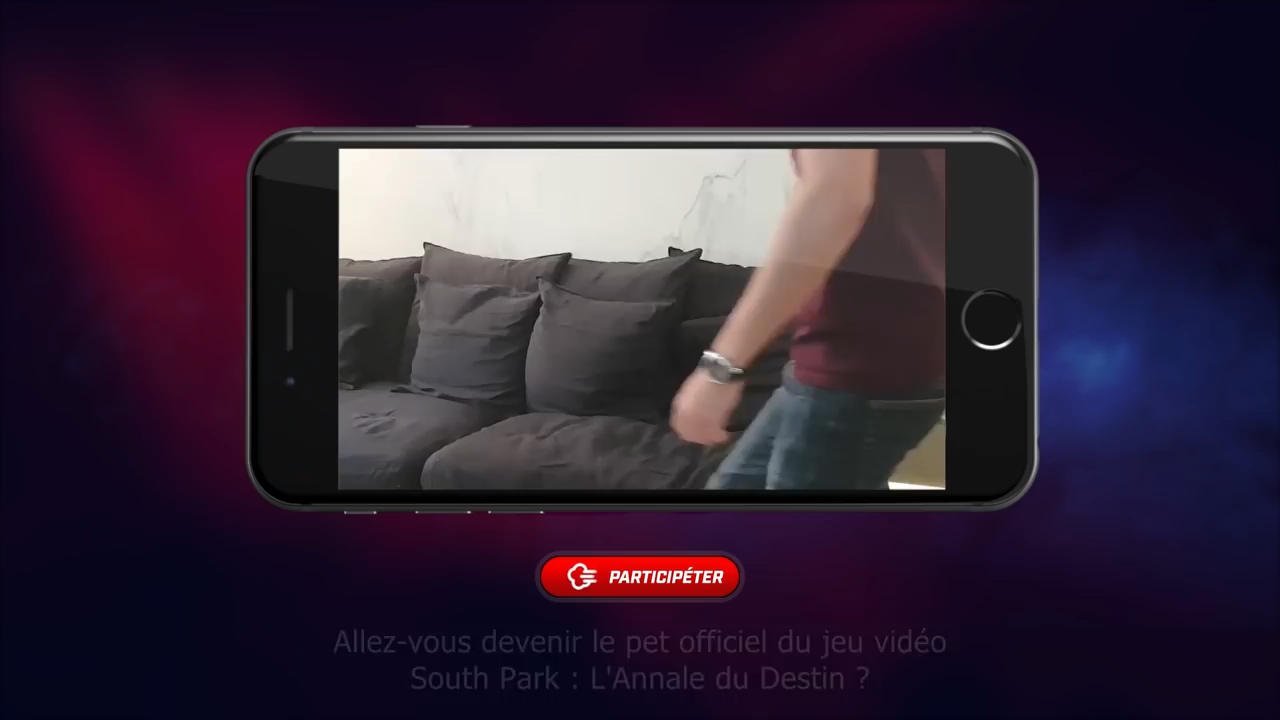 PARTICIPÉTER
Allez-vous devenir le pet officiel du jeu vidéo
South Park : L'Annale du Destin ?